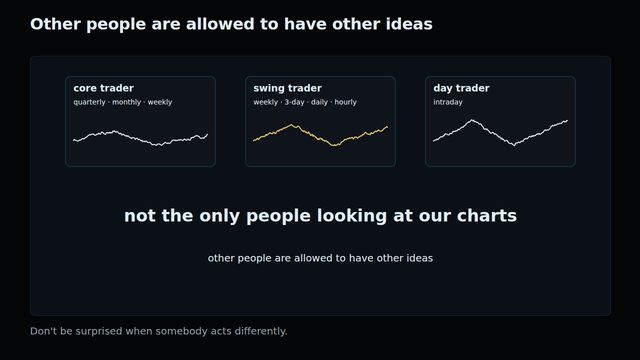 Other people are allowed to have other ideas
core trader
quarterly · monthly · weekly
swing trader
weekly · 3-day · daily · hourly
day trader
intraday
not the only people looking at our charts
other people are allowed to have other ideas
Don't be surprised when somebody acts differently.